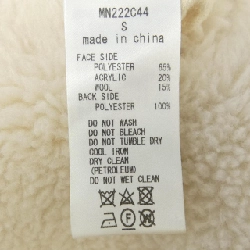 MN222C44
S
made in china
FACE SIDE
POLYESTER 65%
ACRYLIC 20%
WOOL 15%
BACK SIDE
POLYESTER 100%
DO NOT WASH
DO NOT BLEACH
DO NOT TUMBLE DRY
COOL IRON
DRY CLEAN
(PETROLEUM)
DO NOT WET CLEAN